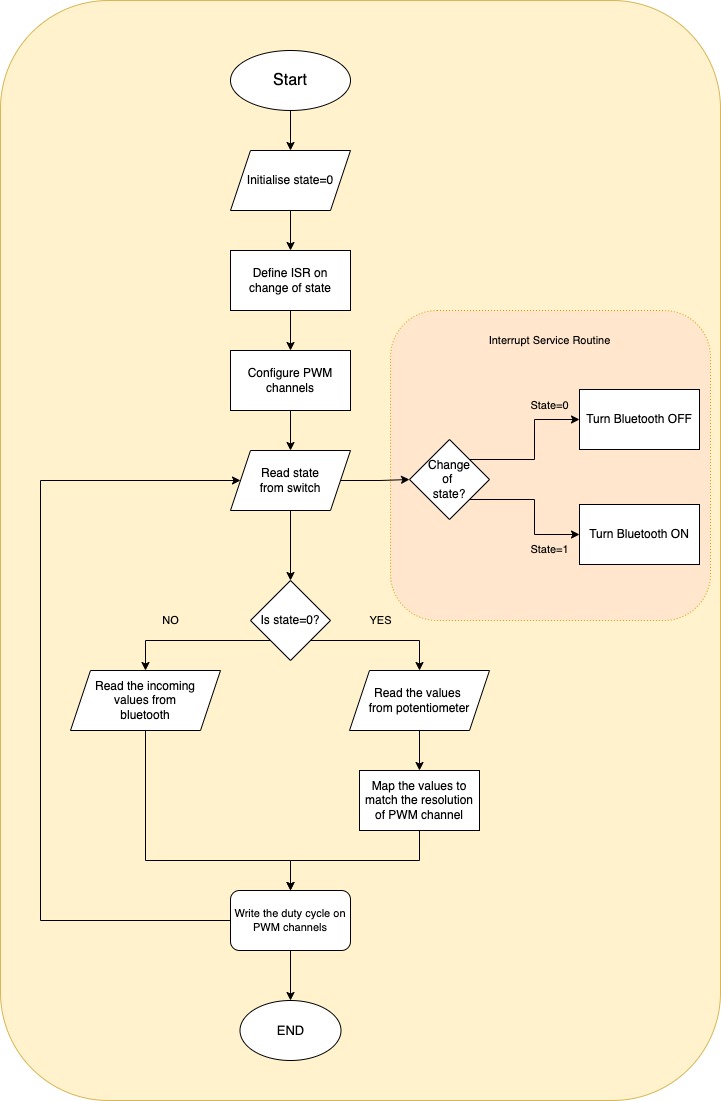 Start
Initialise state=0
Define ISR on
change of state
Configure PWM
channels
Interrupt Service Routine
State=0
Turn Bluetooth OFF
Read state
from switch
Change
of
state?
Turn Bluetooth ON
State=1
Is state=0?
NO
YES
Read the incoming
values from
bluetooth
Read the values
from potentiometer
Map the values to
match the resolution
of PWM channel
Write the duty cycle on
PWM channels
END